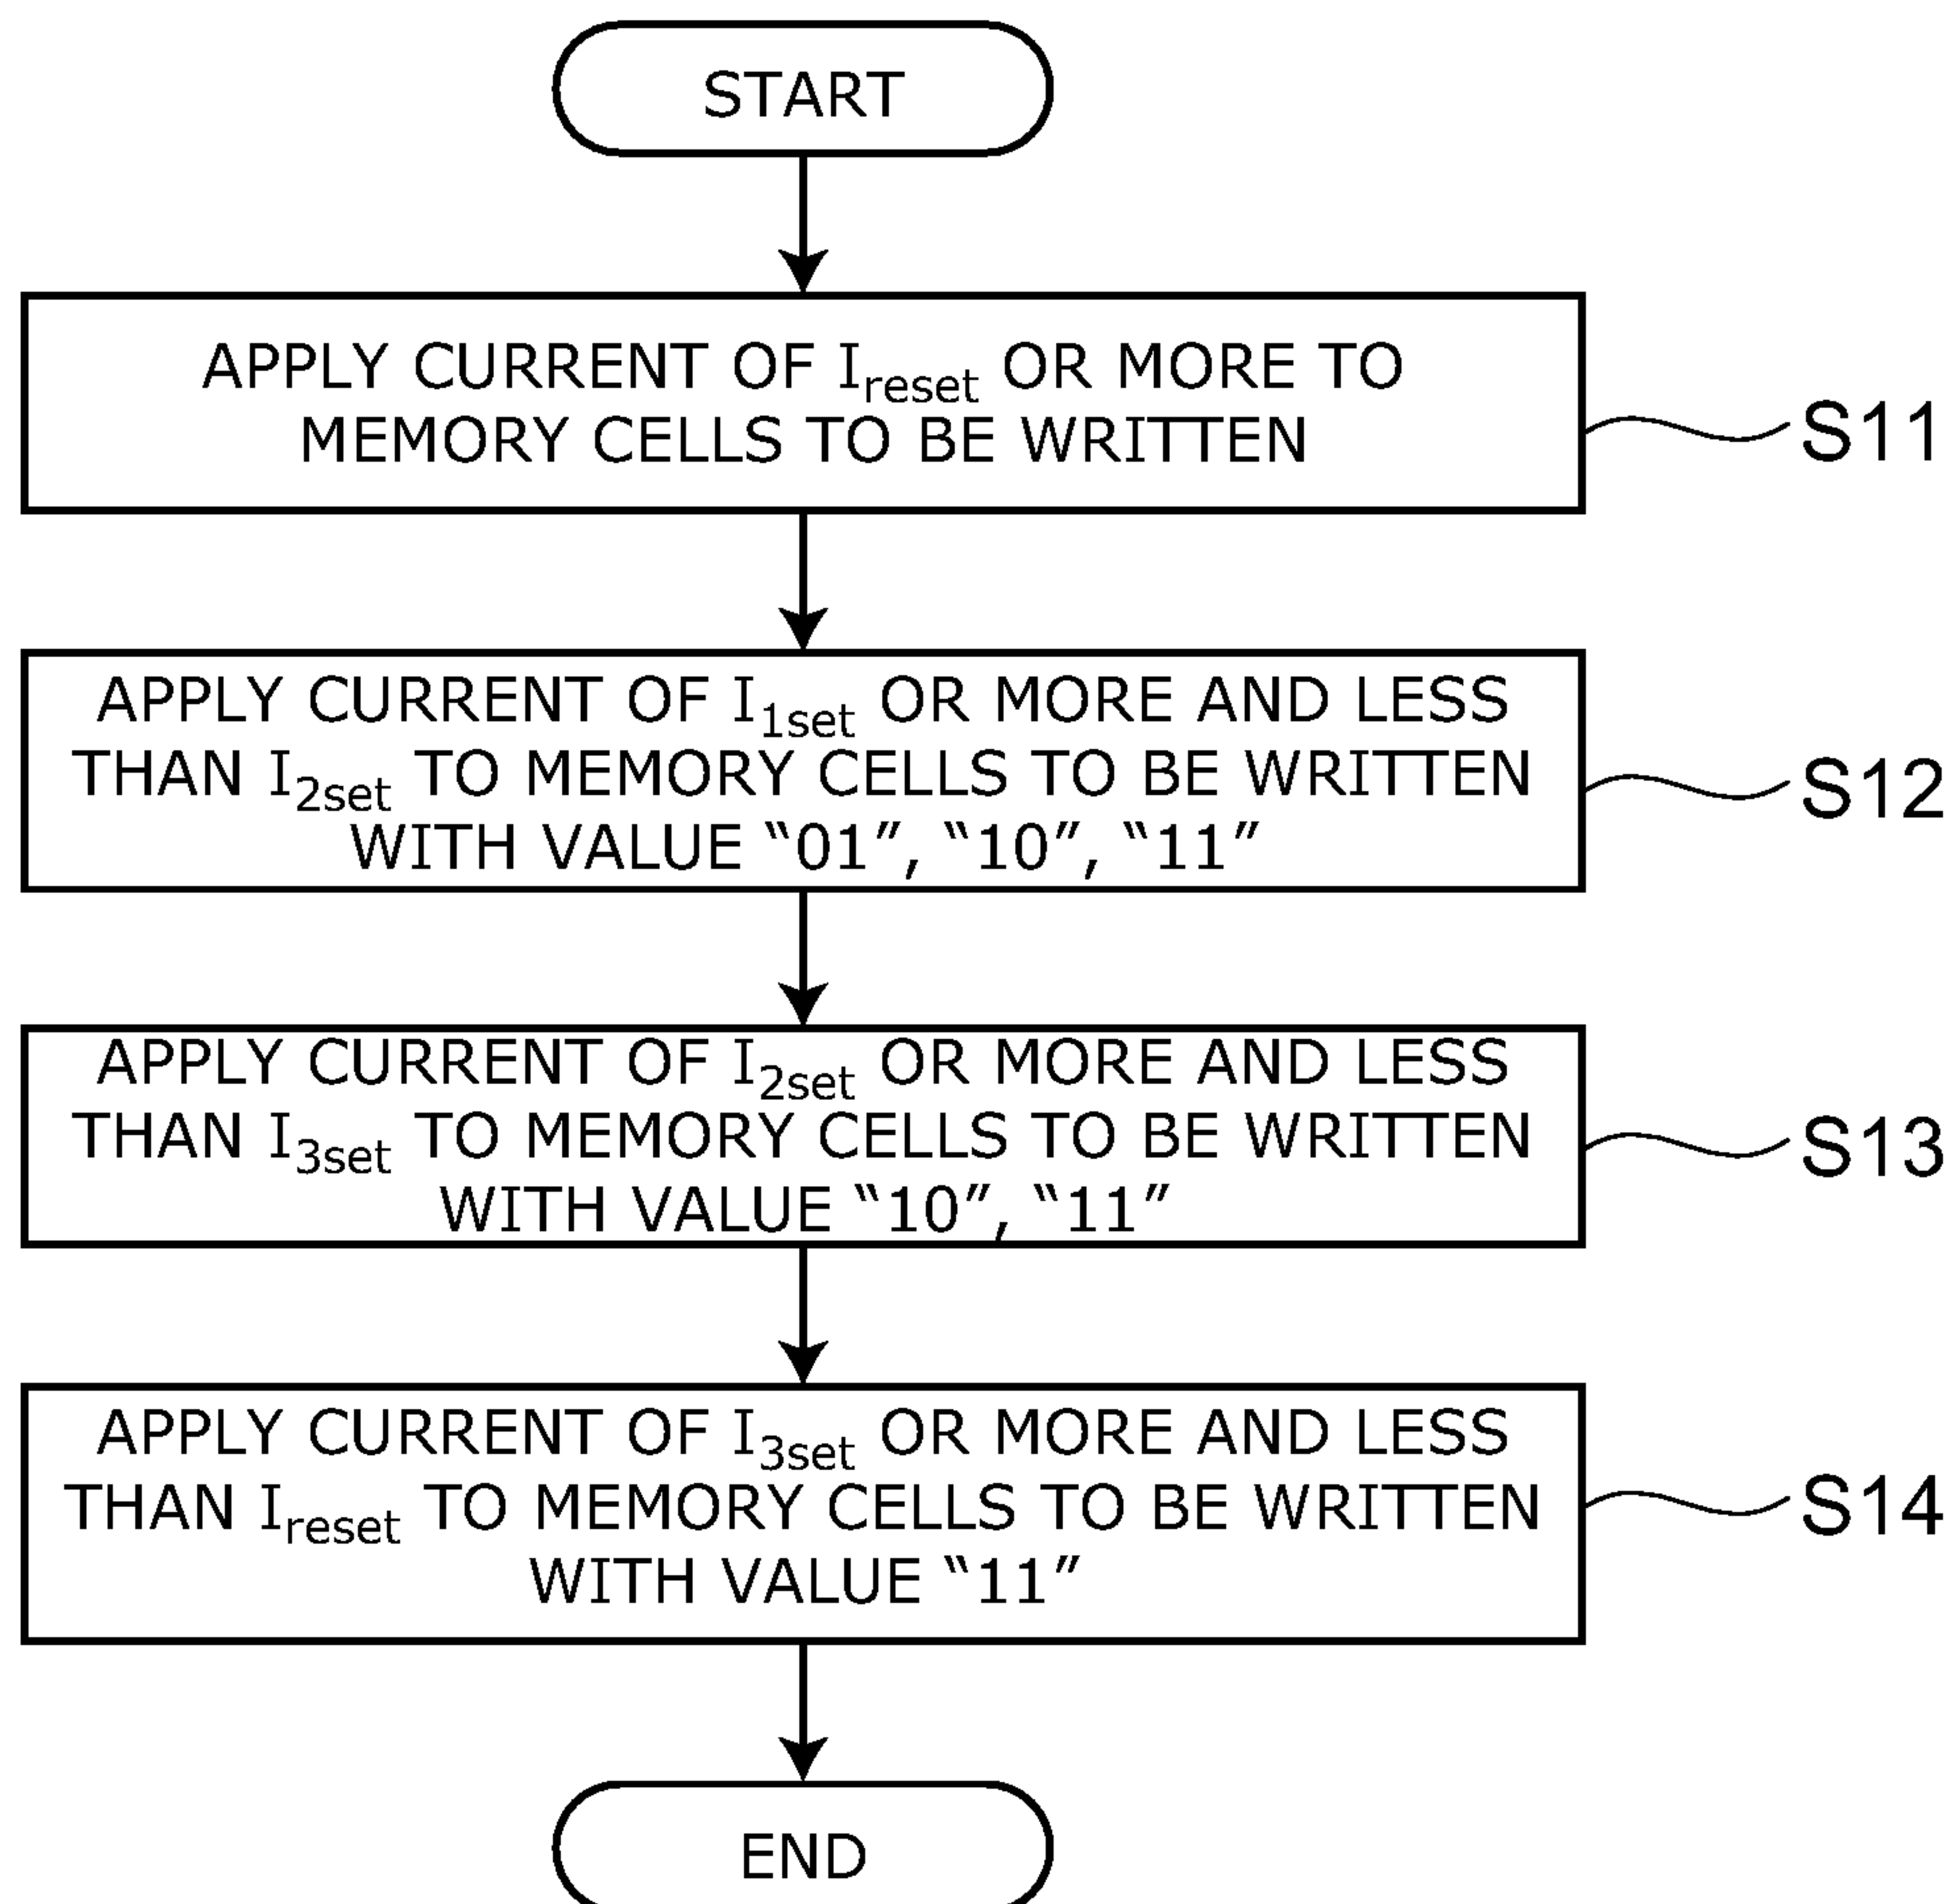 START
APPLY CURRENT OF Ireset OR MORE TO
MEMORY CELLS TO BE WRITTEN
S11
APPLY CURRENT OF I1set OR MORE AND LESS
THAN I2set TO MEMORY CELLS TO BE WRITTEN
WITH VALUE “01”, “10”, “11”
S12
APPLY CURRENT OF I2set OR MORE AND LESS
THAN I3set TO MEMORY CELLS TO BE WRITTEN
WITH VALUE “10”, “11”
S13
APPLY CURRENT OF I3set OR MORE AND LESS
THAN Ireset TO MEMORY CELLS TO BE WRITTEN
WITH VALUE “11”
S14
END